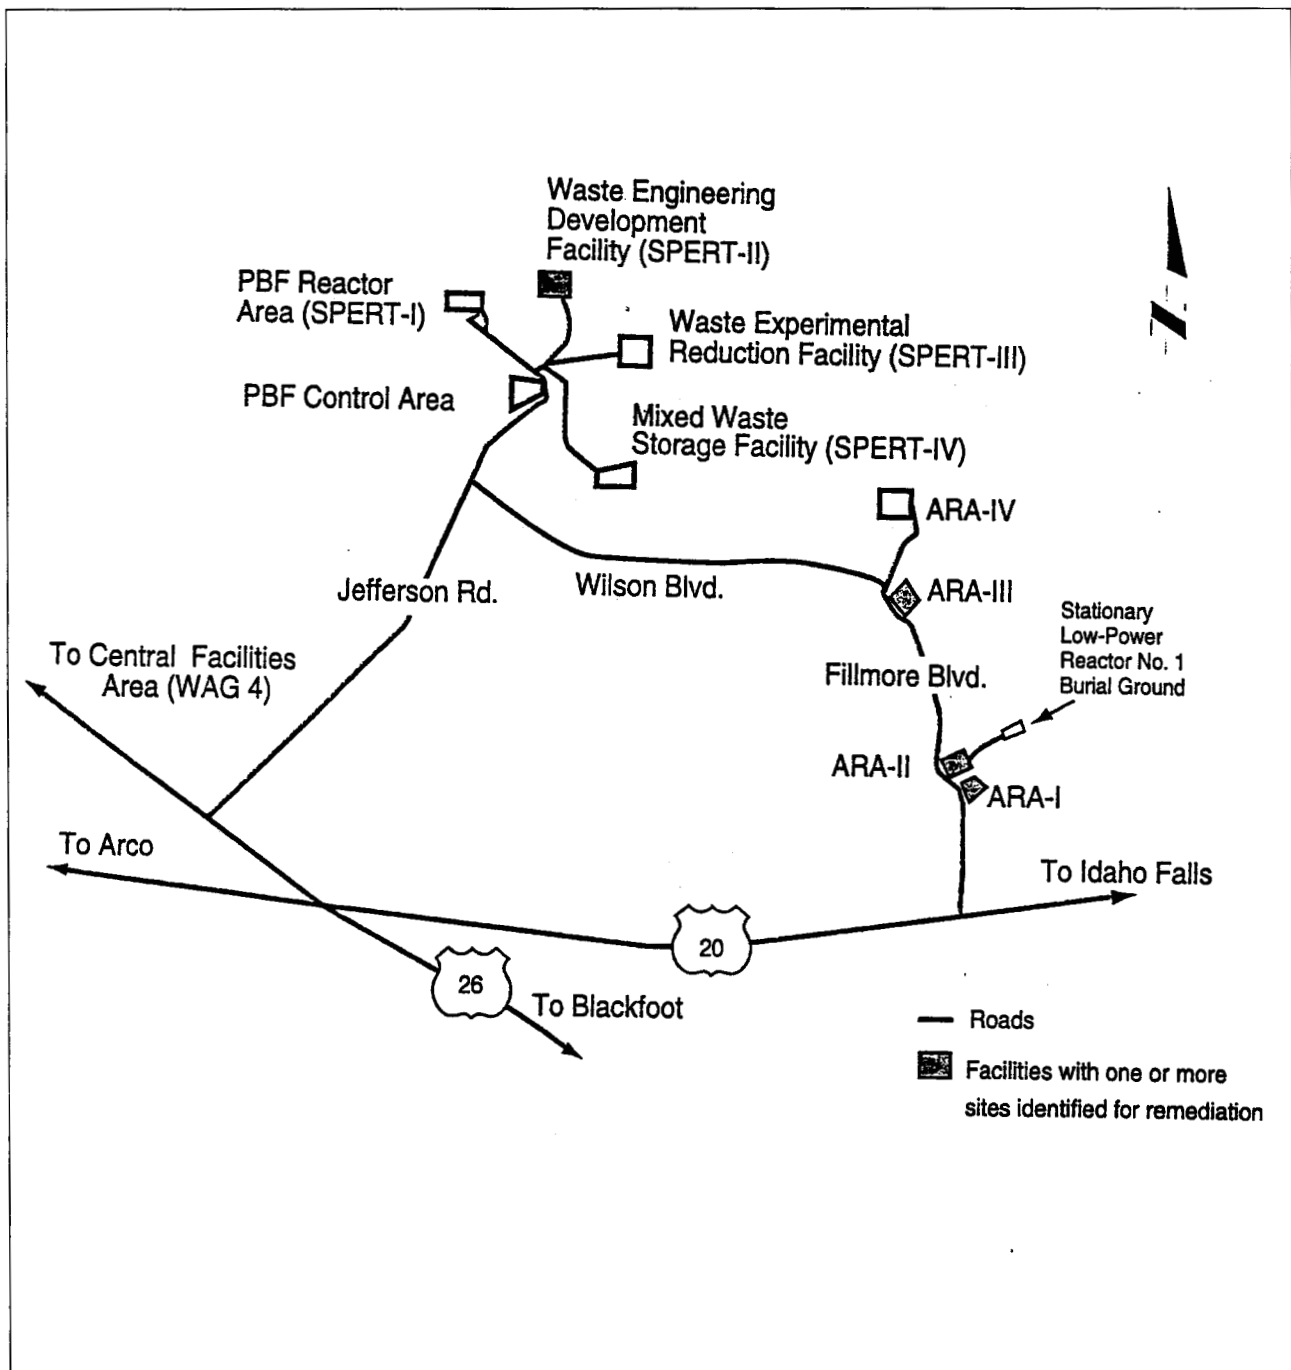 Waste Engineering
Development
Facility (SPERT-II)
PBF Reactor
Area (SPERT-I)
Waste Experimental
Reduction Facility (SPERT-III)
PBF Control Area
Mixed Waste
Storage Facility (SPERT-IV)
ARA-IV
Jefferson Rd.
Wilson Blvd.
ARA-III
Stationary
Low-Power
Reactor No. 1
Burial Ground
To Central Facilities
Area (WAG 4)
Fillmore Blvd.
ARA-II
ARA-I
To Arco
To Idaho Falls
20
26
To Blackfoot
Roads
Facilities with one or more
sites identified for remediation